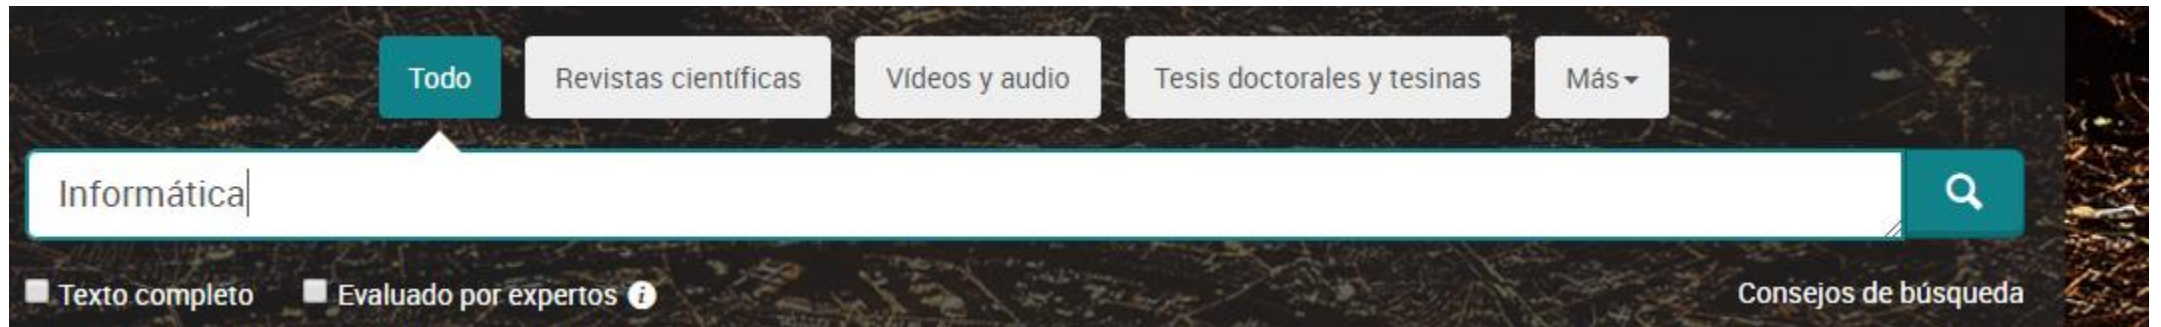 Todo Revistas científicas Vídeos y audio Tesis doctorales y tesinas Más
Informática
Texto completo Evaluado por expertos i Consejos de búsqueda